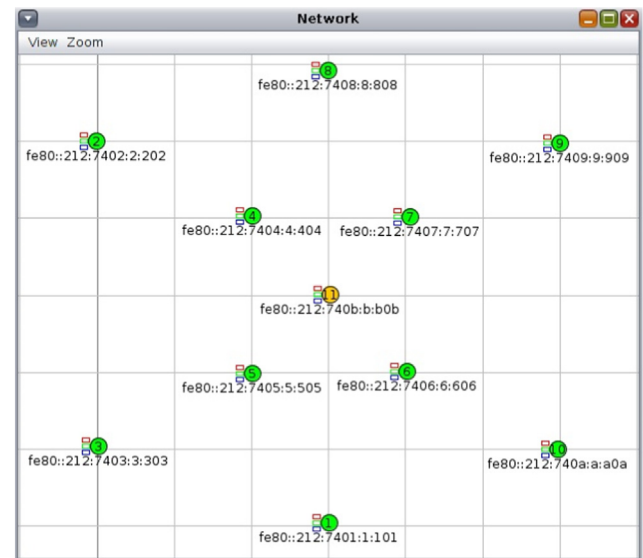 Network
View Zoom
8
fe80::212:7408:8:808
2
fe80::212:7402:2:202
9
fe80::212:7409:9:909
4
fe80::212:7404:4:404
7
fe80::212:7407:7:707
11
fe80::212:740b:b:b0b
5
fe80::212:7405:5:505
6
fe80::212:7406:6:606
3
fe80::212:7403:3:303
10
fe80::212:740a:a:a0a
1
fe80::212:7401:1:101